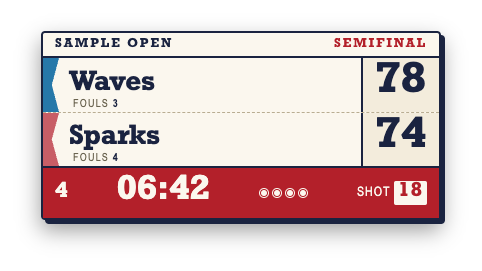 SAMPLE OPEN SEMIFINAL
Waves 78
FOULS 3
Sparks 74
FOULS 4
4 06:42 SHOT 18